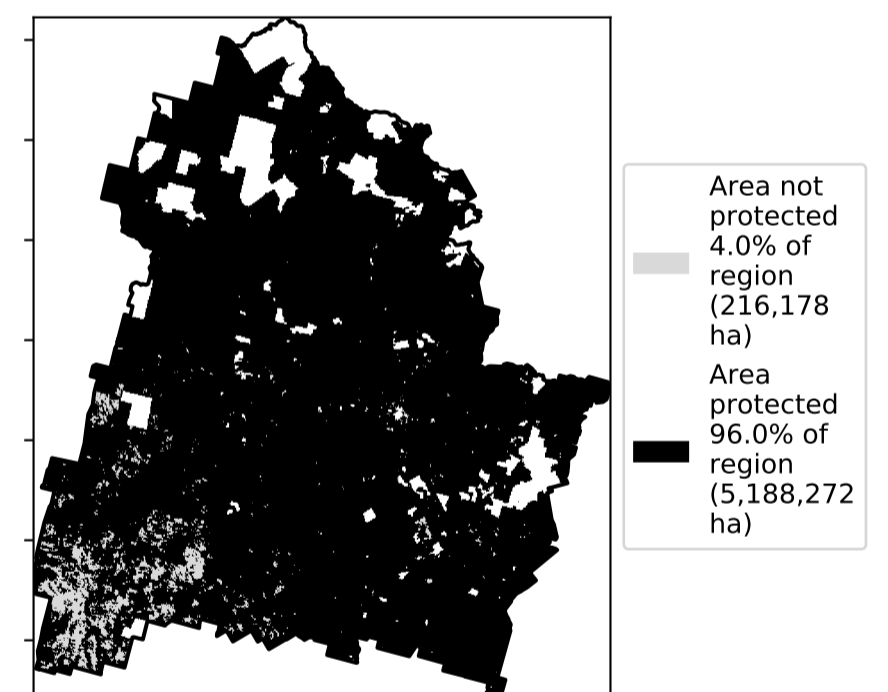 Area not
protected
4.0% of
region
(216,178
ha)
Area
protected
96.0% of
region
(5,188,272
ha)